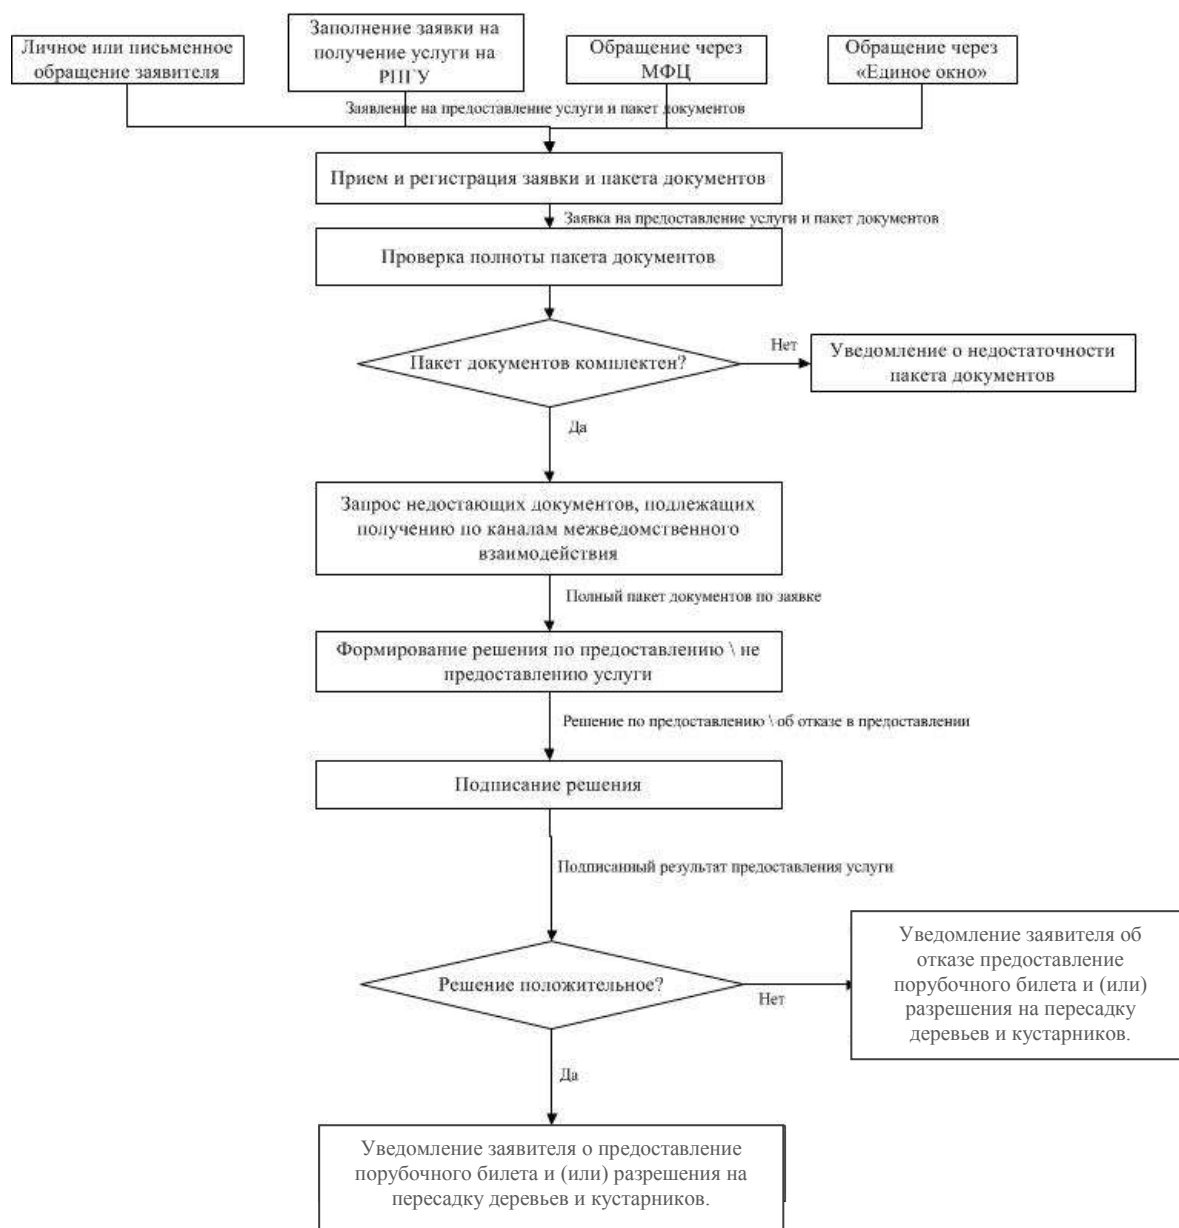 Личное или письменное
обращение заявителя
Заполнение заявки на
получение услуги на
РПГУ
Обращение через
МФЦ
Обращение через
«Единое окно»
Заявление на предоставление услуги и пакет документов
Прием и регистрация заявки и пакета документов
Заявка на предоставление услуги и пакет документов
Проверка полноты пакета документов
Пакет документов комплектен?
Нет
Уведомление о недостаточности
пакета документов
Да
Запрос недостающих документов, подлежащих
получению по каналам межведомственного
взаимодействия
Полный пакет документов по заявке
Формирование решения по предоставлению \ не
предоставлению услуги
Решение по предоставлению \ об отказе в предоставлении
Подписание решения
Подписанный результат предоставления услуги
Решение положительное?
Нет
Уведомление заявителя об
отказе предоставление
порубочного билета и (или)
разрешения на пересадку
деревьев и кустарников.
Да
Уведомление заявителя о предоставление
порубочного билета и (или) разрешения на
пересадку деревьев и кустарников.